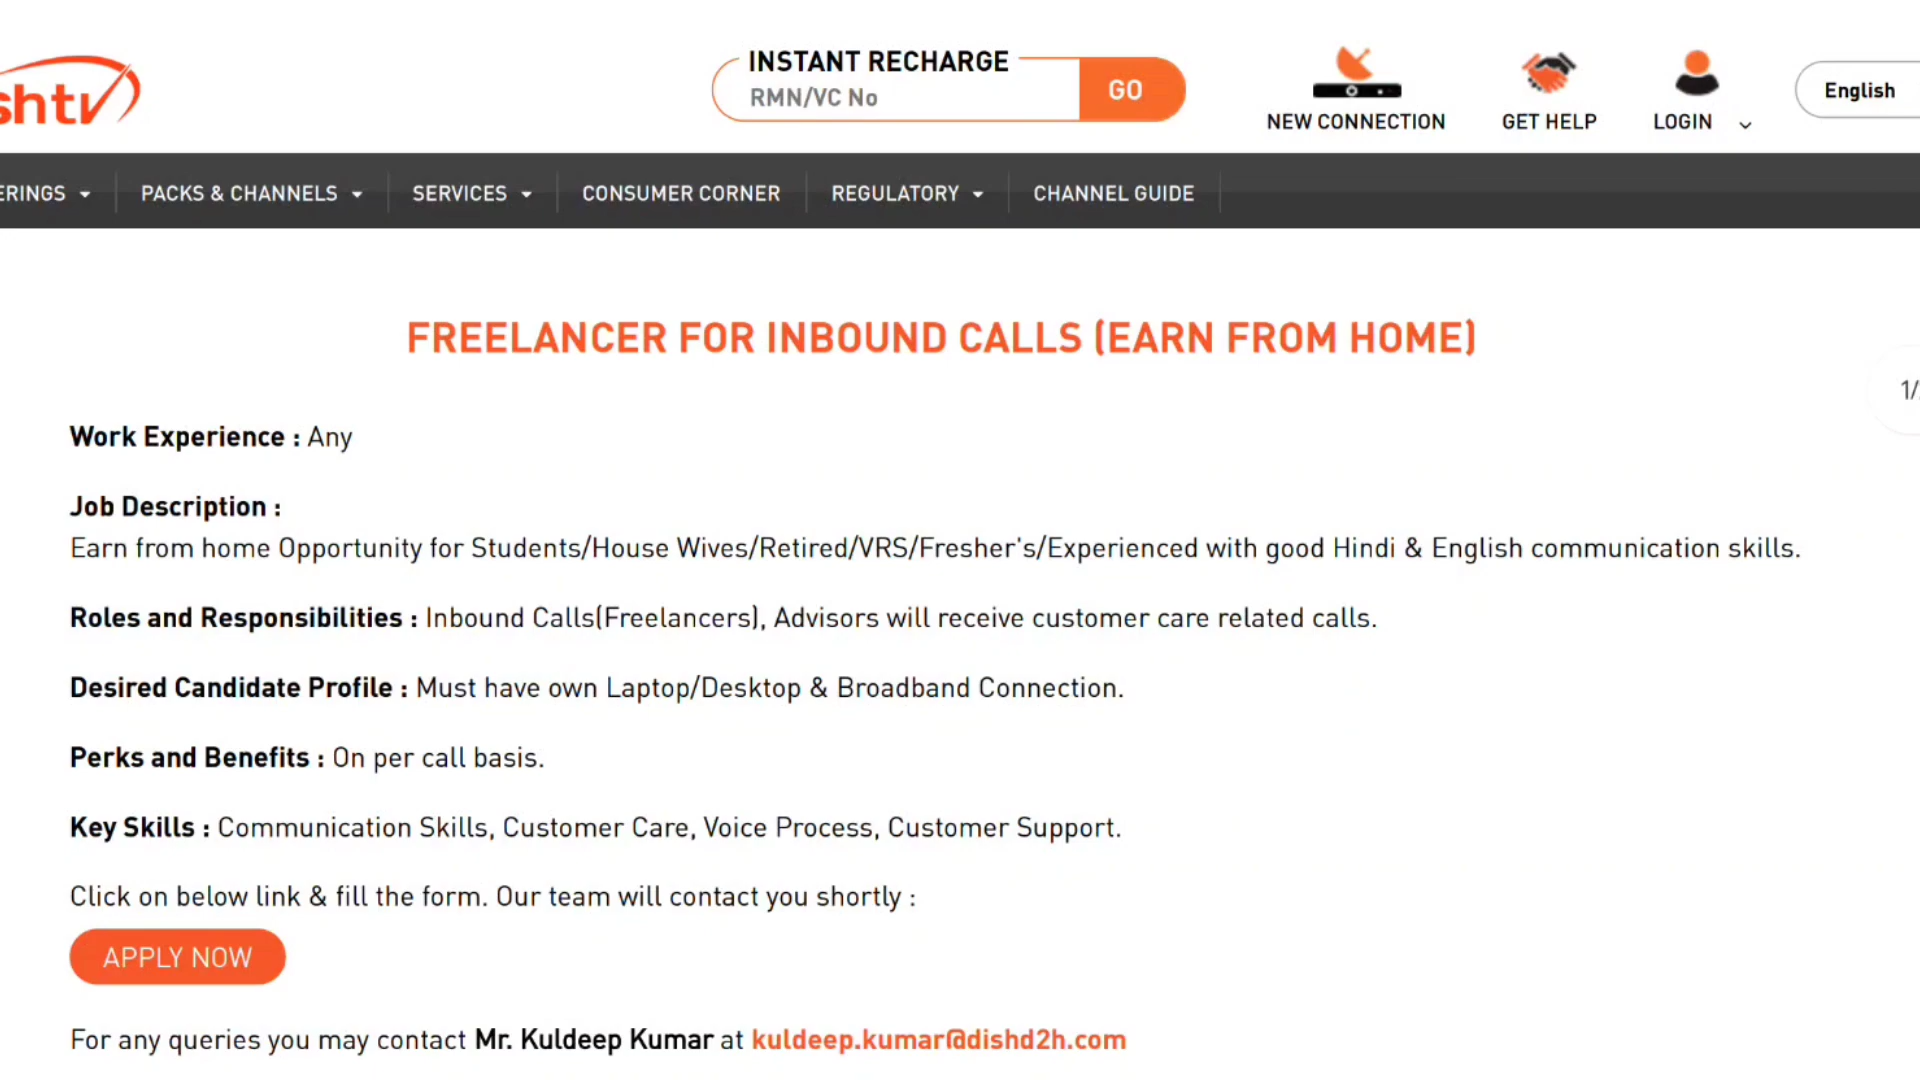 shtv
INSTANT RECHARGE
RMN/VC No
GO
NEW CONNECTION
GET HELP
LOGIN
English
ERINGS
PACKS & CHANNELS
SERVICES
CONSUMER CORNER
REGULATORY
CHANNEL GUIDE
FREELANCER FOR INBOUND CALLS (EARN FROM HOME)
1/
Work Experience : Any
Job Description :
Earn from home Opportunity for Students/House Wives/Retired/VRS/Fresher's/Experienced with good Hindi & English communication skills.
Roles and Responsibilities : Inbound Calls(Freelancers), Advisors will receive customer care related calls.
Desired Candidate Profile : Must have own Laptop/Desktop & Broadband Connection.
Perks and Benefits : On per call basis.
Key Skills : Communication Skills, Customer Care, Voice Process, Customer Support.
Click on below link & fill the form. Our team will contact you shortly :
APPLY NOW
For any queries you may contact Mr. Kuldeep Kumar at kuldeep.kumar@dishd2h.com